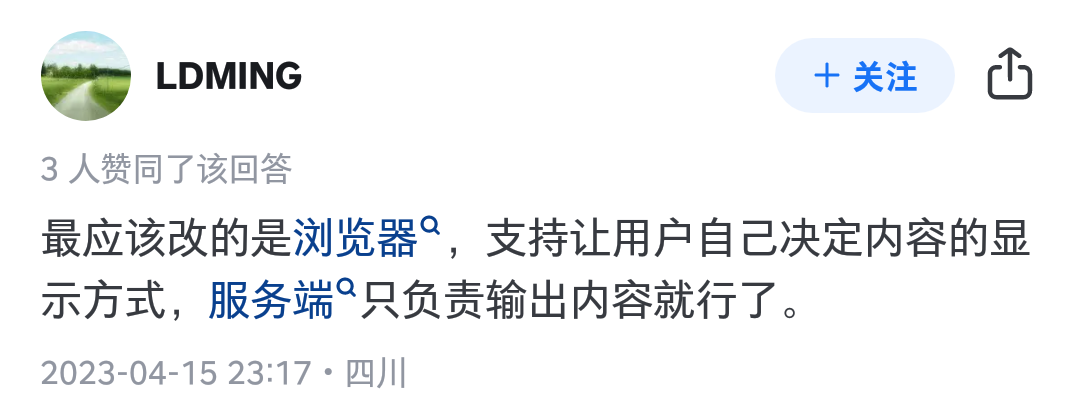 LDMING
+ 关注
3 人赞同了该回答
最应该改的是浏览器，支持让用户自己决定内容的显
示方式，服务端只负责输出内容就行了。
2023-04-15 23:17・四川